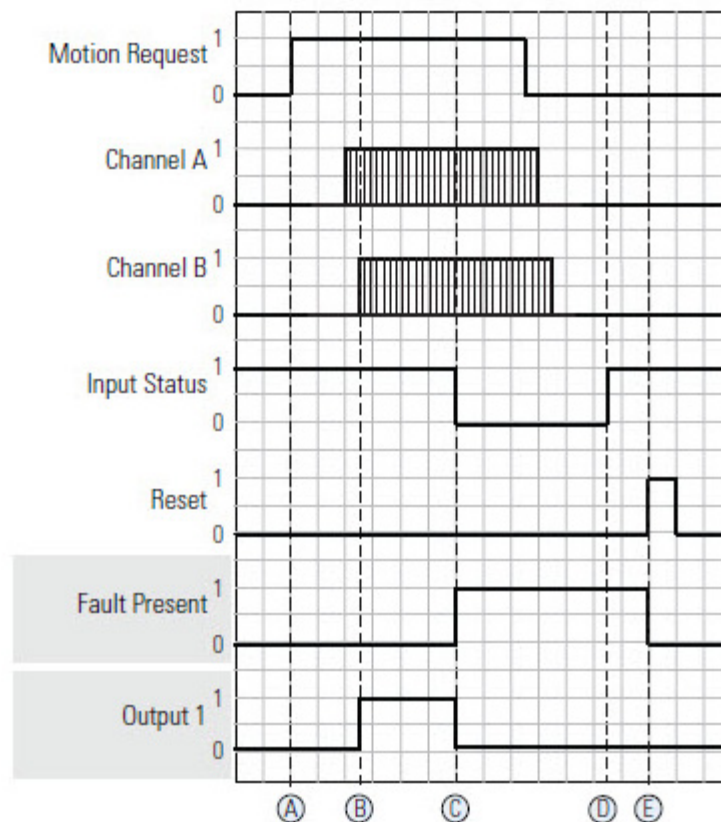 Motion Request 1
0
Channel A 1
0
Channel B 1
0
Input Status 1
0
Reset 1
0
Fault Present 1
0
Output 1 1
0
A B C D E